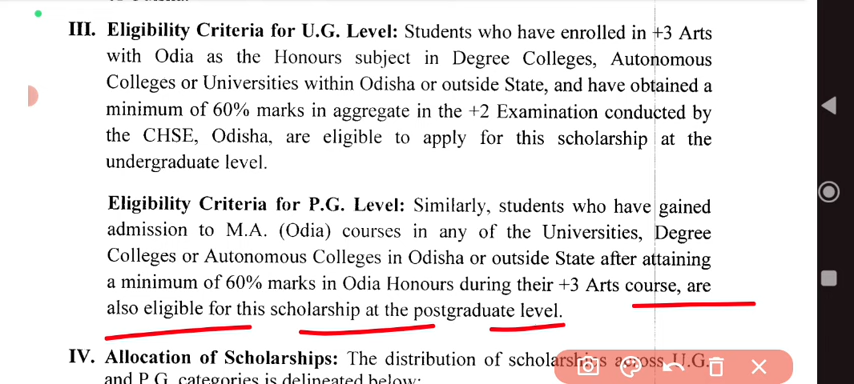 III. Eligibility Criteria for U.G. Level: Students who have enrolled in +3 Arts
with Odia as the Honours subject in Degree Colleges, Autonomous
Colleges or Universities within Odisha or outside State, and have obtained a
minimum of 60% marks in aggregate in the +2 Examination conducted by
the CHSE, Odisha, are eligible to apply for this scholarship at the
undergraduate level.
Eligibility Criteria for P.G. Level: Similarly, students who have gained
admission to M.A. (Odia) courses in any of the Universities, Degree
Colleges or Autonomous Colleges in Odisha or outside State after attaining
a minimum of 60% marks in Odia Honours during their +3 Arts course, are
also eligible for this scholarship at the postgraduate level.
IV. Allocation of Scholarships: The distribution of scholarships across U.G.
and P.G. categories is delineated below: